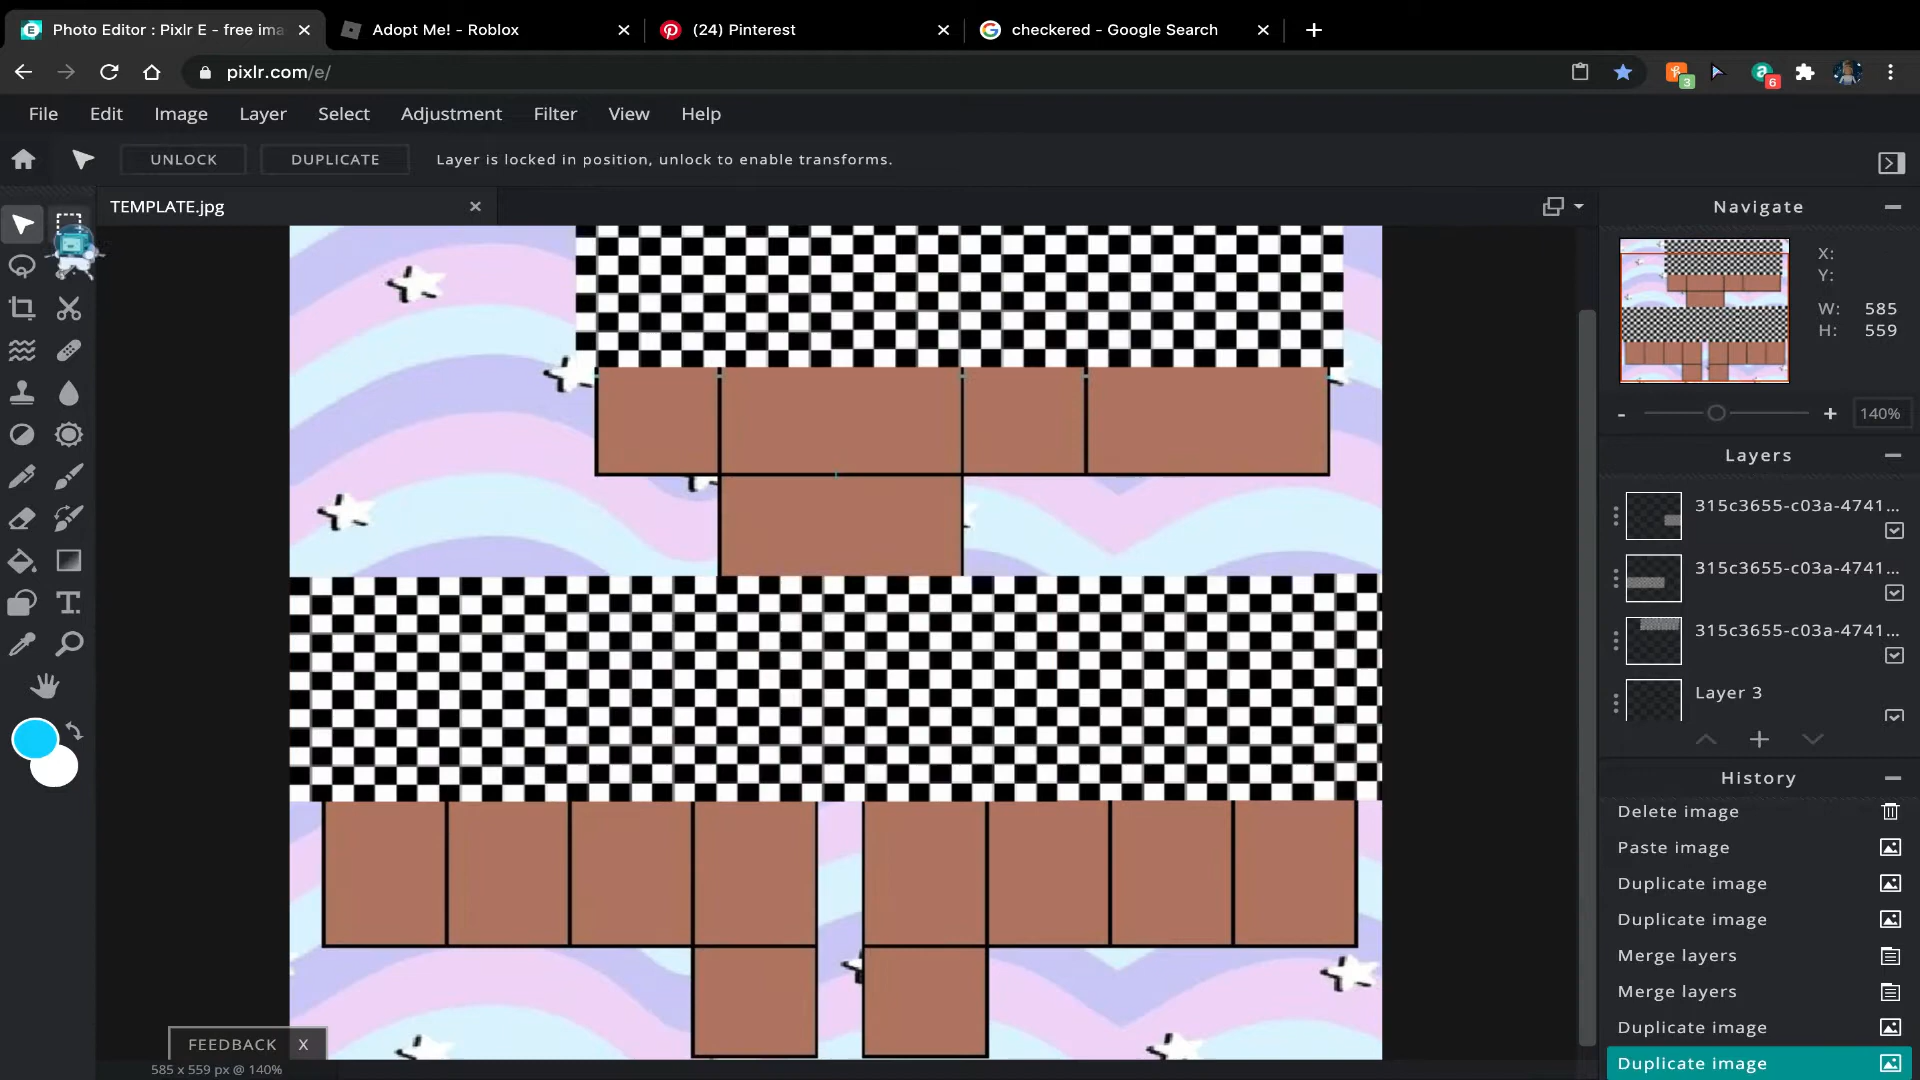 Photo Editor : Pixlr E - free ima
Adopt Me! - Roblox
(24) Pinterest
checkered - Google Search
pixlr.com/e/
3
6
File Edit Image Layer Select Adjustment Filter View Help
UNLOCK DUPLICATE Layer is locked in position, unlock to enable transforms.
TEMPLATE.jpg
Navigate
X:
Y:
W: 585
H: 559
- + 140%
Layers
315c3655-c03a-4741...
315c3655-c03a-4741...
315c3655-c03a-4741...
Layer 3
History
Delete image
Paste image
Duplicate image
Duplicate image
Merge layers
Merge layers
Duplicate image
Duplicate image
FEEDBACK X
585 x 559 px @ 140%